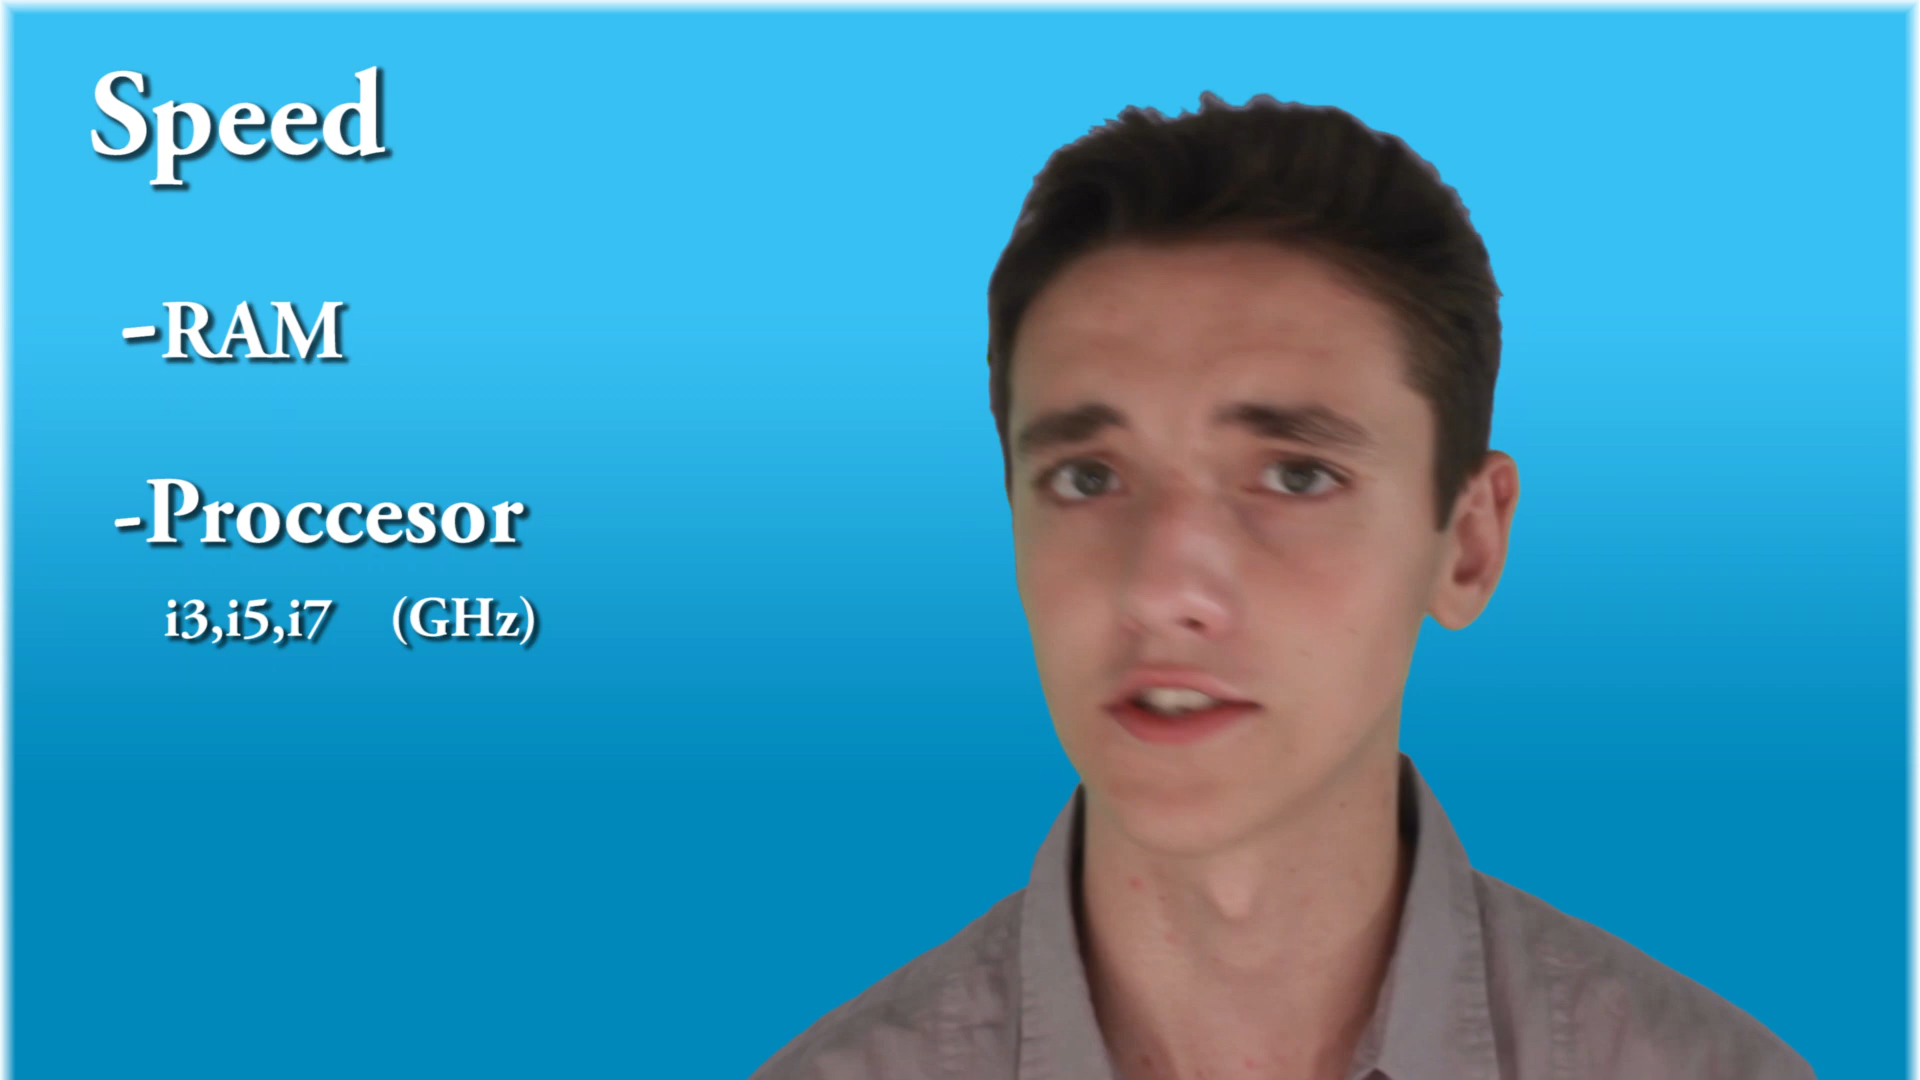 Speed
-RAM
-Proccesor
i3,i5,i7 (GHz)